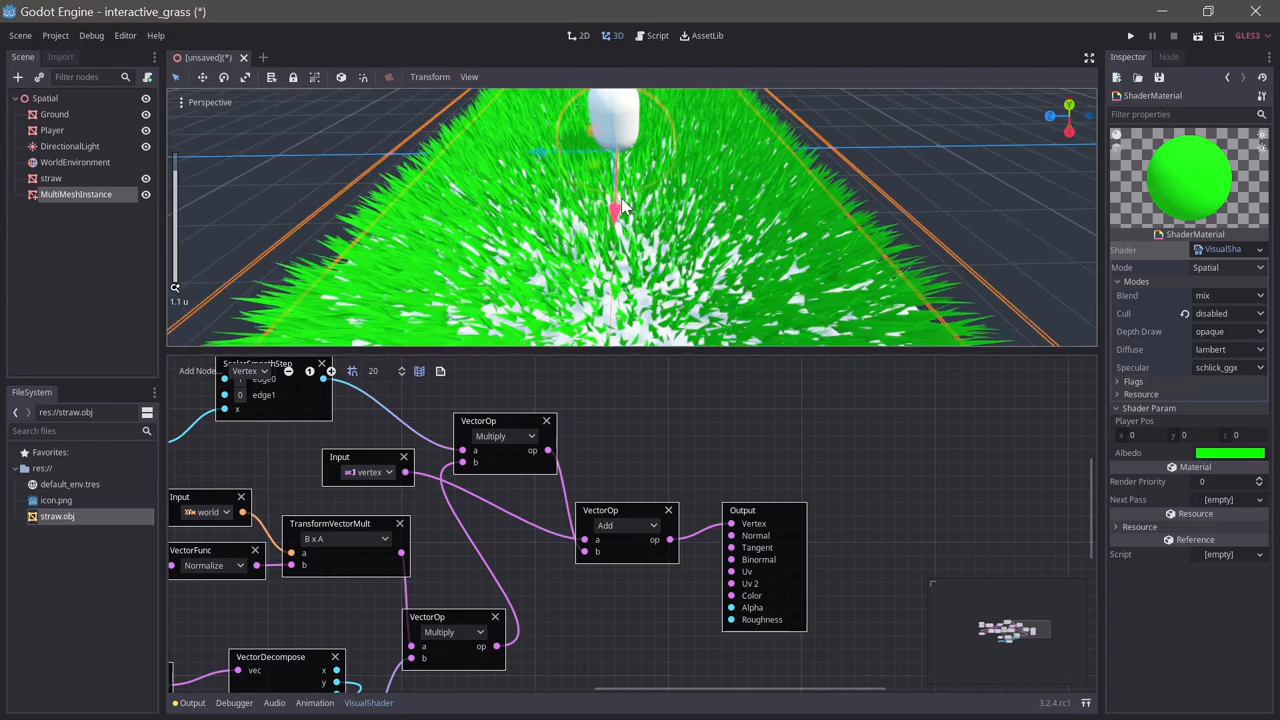 Godot Engine - interactive_grass (*)
Scene Project Debug Editor Help
2D 3D Script AssetLib
GLES3
Scene Import
[unsaved](*)
Inspector Node
Filter nodes
Transform View
ShaderMaterial
Spatial
Perspective
Filter properties
Ground
Player
DirectionalLight
WorldEnvironment
straw
MultiMeshInstance
Y
Z
X
ShaderMaterial
Shader VisualSha
Mode Spatial
Modes
Blend mix
1.1 u
Cull disabled
Depth Draw opaque
Diffuse lambert
Specular schlick_ggx
Flags
Resource
Shader Param
Player Pos
x 0 y 0 z 0
Albedo
Material
Render Priority 0
Next Pass [empty]
Resource
Resource
Reference
Script [empty]
FileSystem
res://straw.obj
Search files
Favorites:
res://
default_env.tres
icon.png
straw.obj
ScalarSmoothStep
Add Node... Vertex 20
1 edge0
0 edge1
x
VectorOp
Multiply
a op
b
Input
vertex
Input
world
TransformVectorMult
B x A
a
b
VectorFunc
Normalize
VectorOp
Add
a op
b
Output
Vertex
Normal
Tangent
Binormal
Uv
Uv 2
Color
Alpha
Roughness
VectorOp
Multiply
a op
b
VectorDecompose
vec x
y
Output Debugger Audio Animation VisualShader
3.2.4.rc1